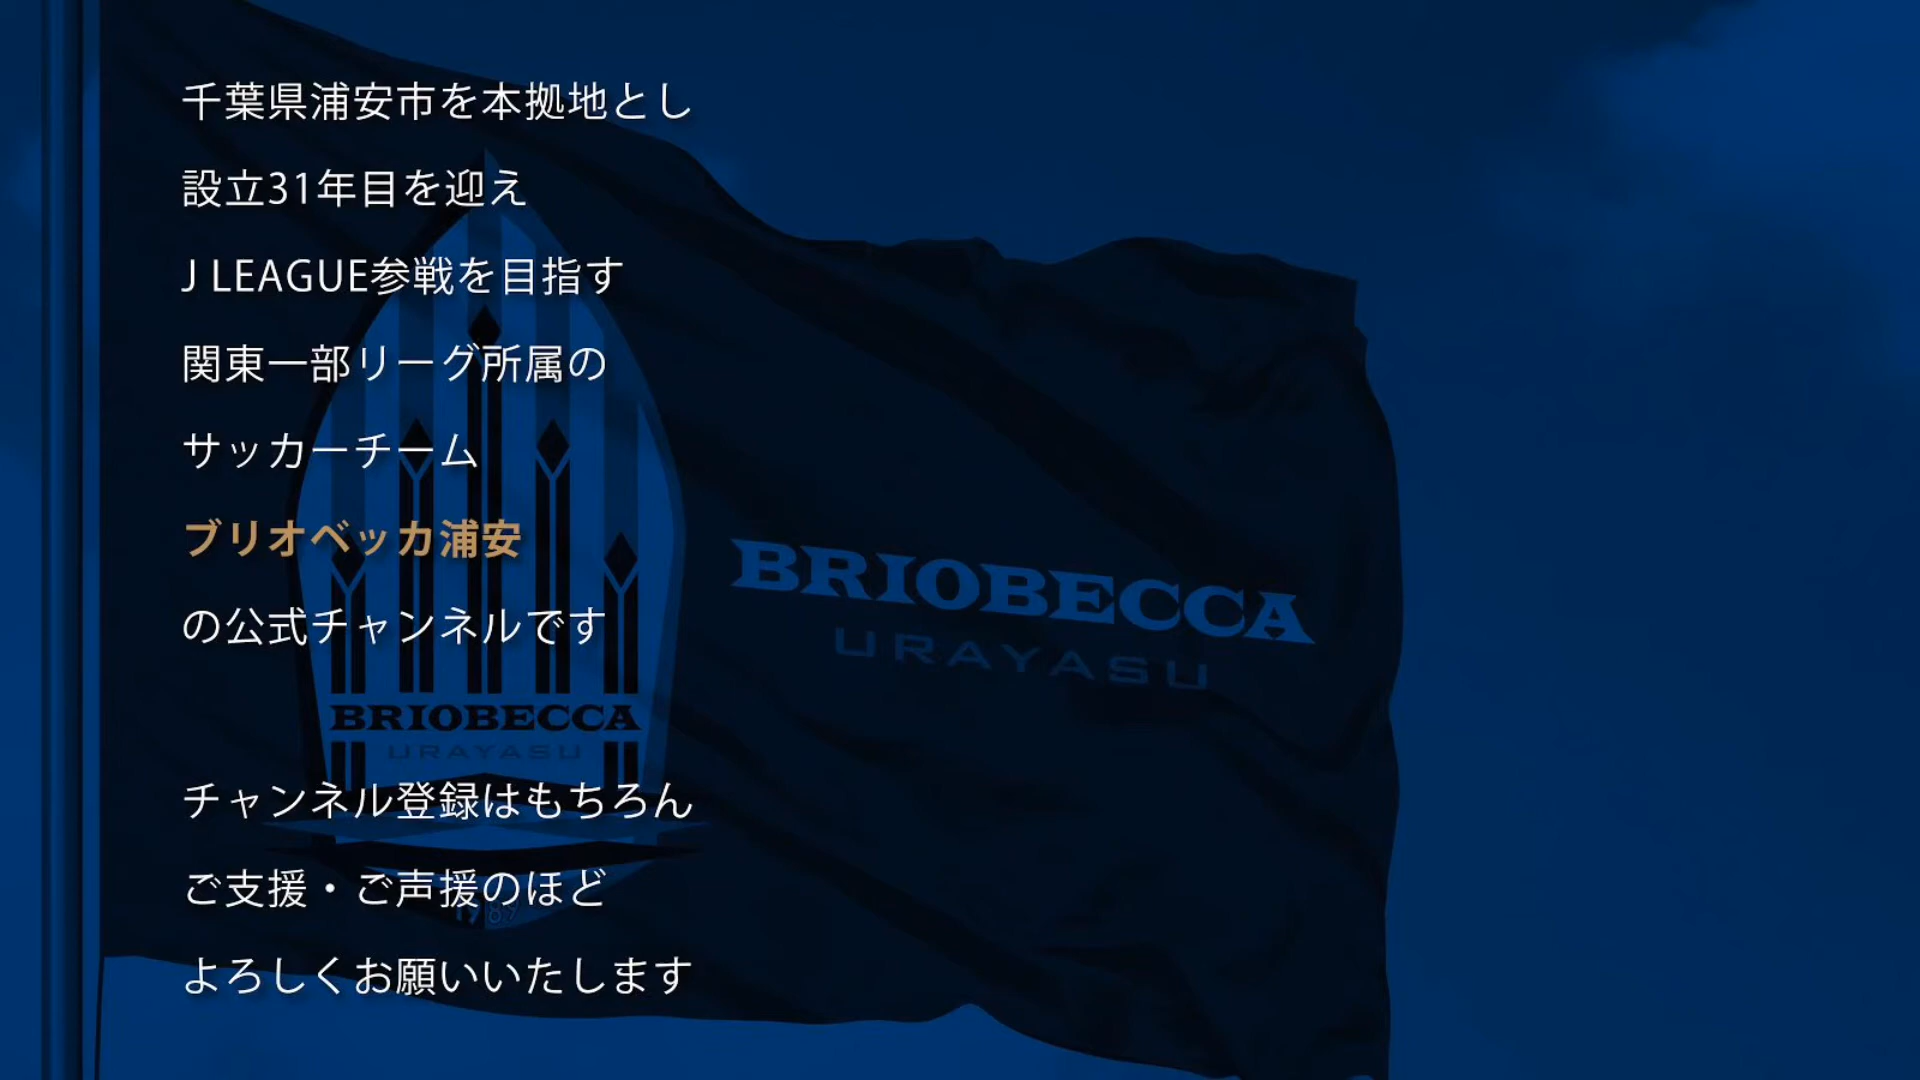 千葉県浦安市を本拠地とし
設立31年目を迎え
J LEAGUE参戦を目指す
関東一部リーグ所属の
サッカーチーム
ブリオベッカ浦安
の公式チャンネルです
チャンネル登録はもちろん
ご支援・ご声援のほど
よろしくお願いいたします
BRIOBECCA
URAYASU
BRIOBECCA
URAYASU